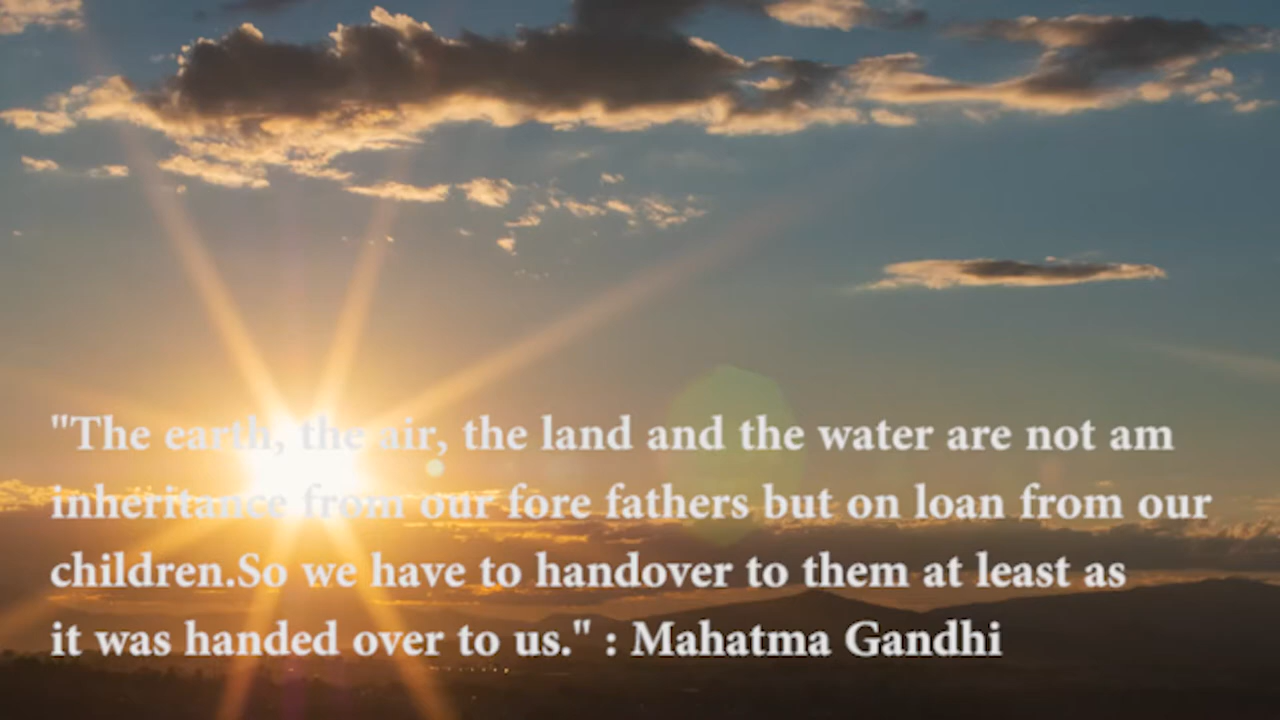 "The earth, the air, the land and the water are not am
inheritance from our fore fathers but on loan from our
children.So we have to handover to them at least as
it was handed over to us." : Mahatma Gandhi